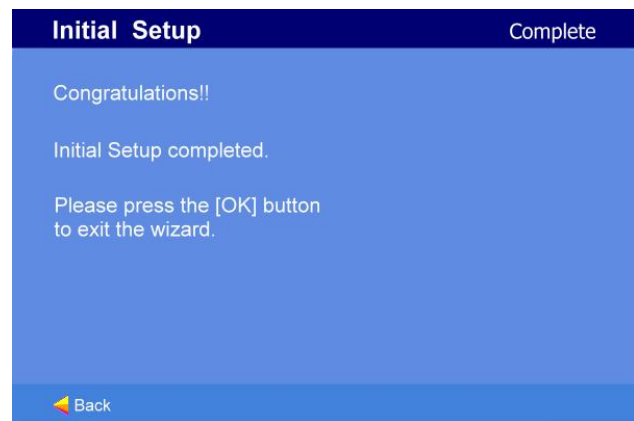 Initial Setup
Complete
Congratulations!!
Initial Setup completed.
Please press the [OK] button
to exit the wizard.
Back